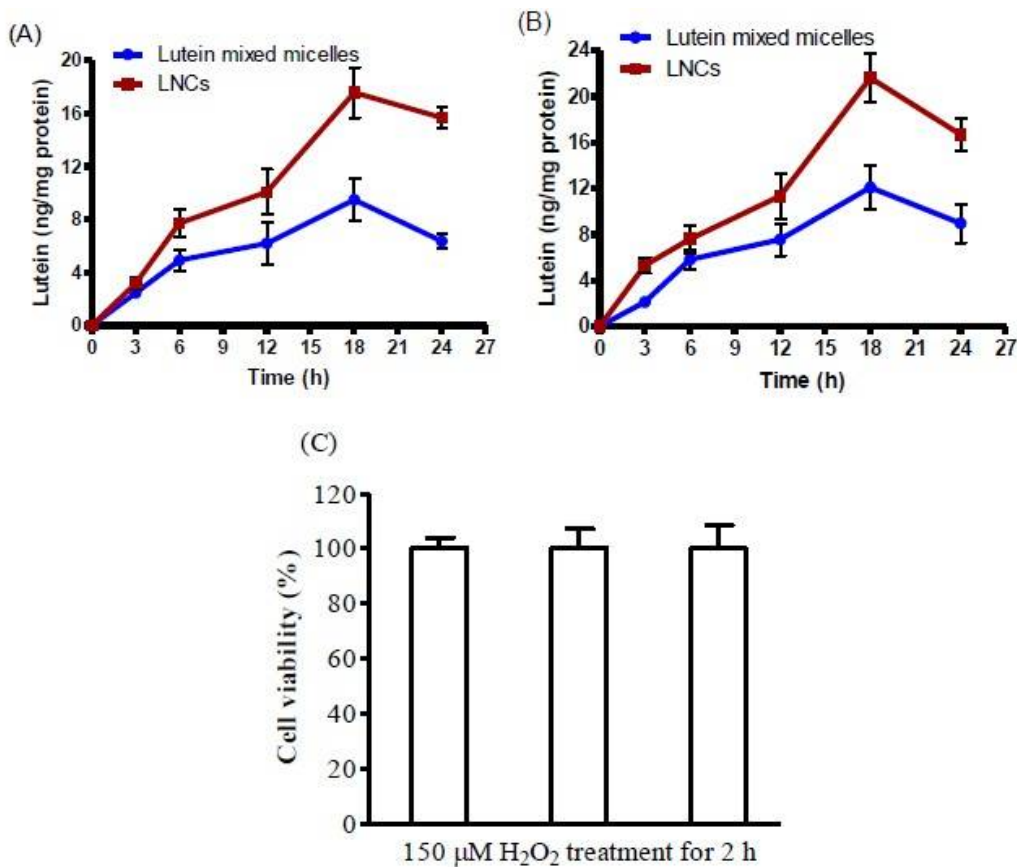 (A)
Lutein mixed micelles
LNCs
Lutein (ng/mg protein)
20
16
12
8
4
0
0 3 6 9 12 15 18 21 24 27
Time (h)
(B)
Lutein mixed micelles
LNCs
Lutein (ng/mg protein)
24
20
16
12
8
4
0
0 3 6 9 12 15 18 21 24 27
Time (h)
(C)
Cell viability (%)
120
100
80
60
40
20
0
150 μM H₂O₂ treatment for 2 h